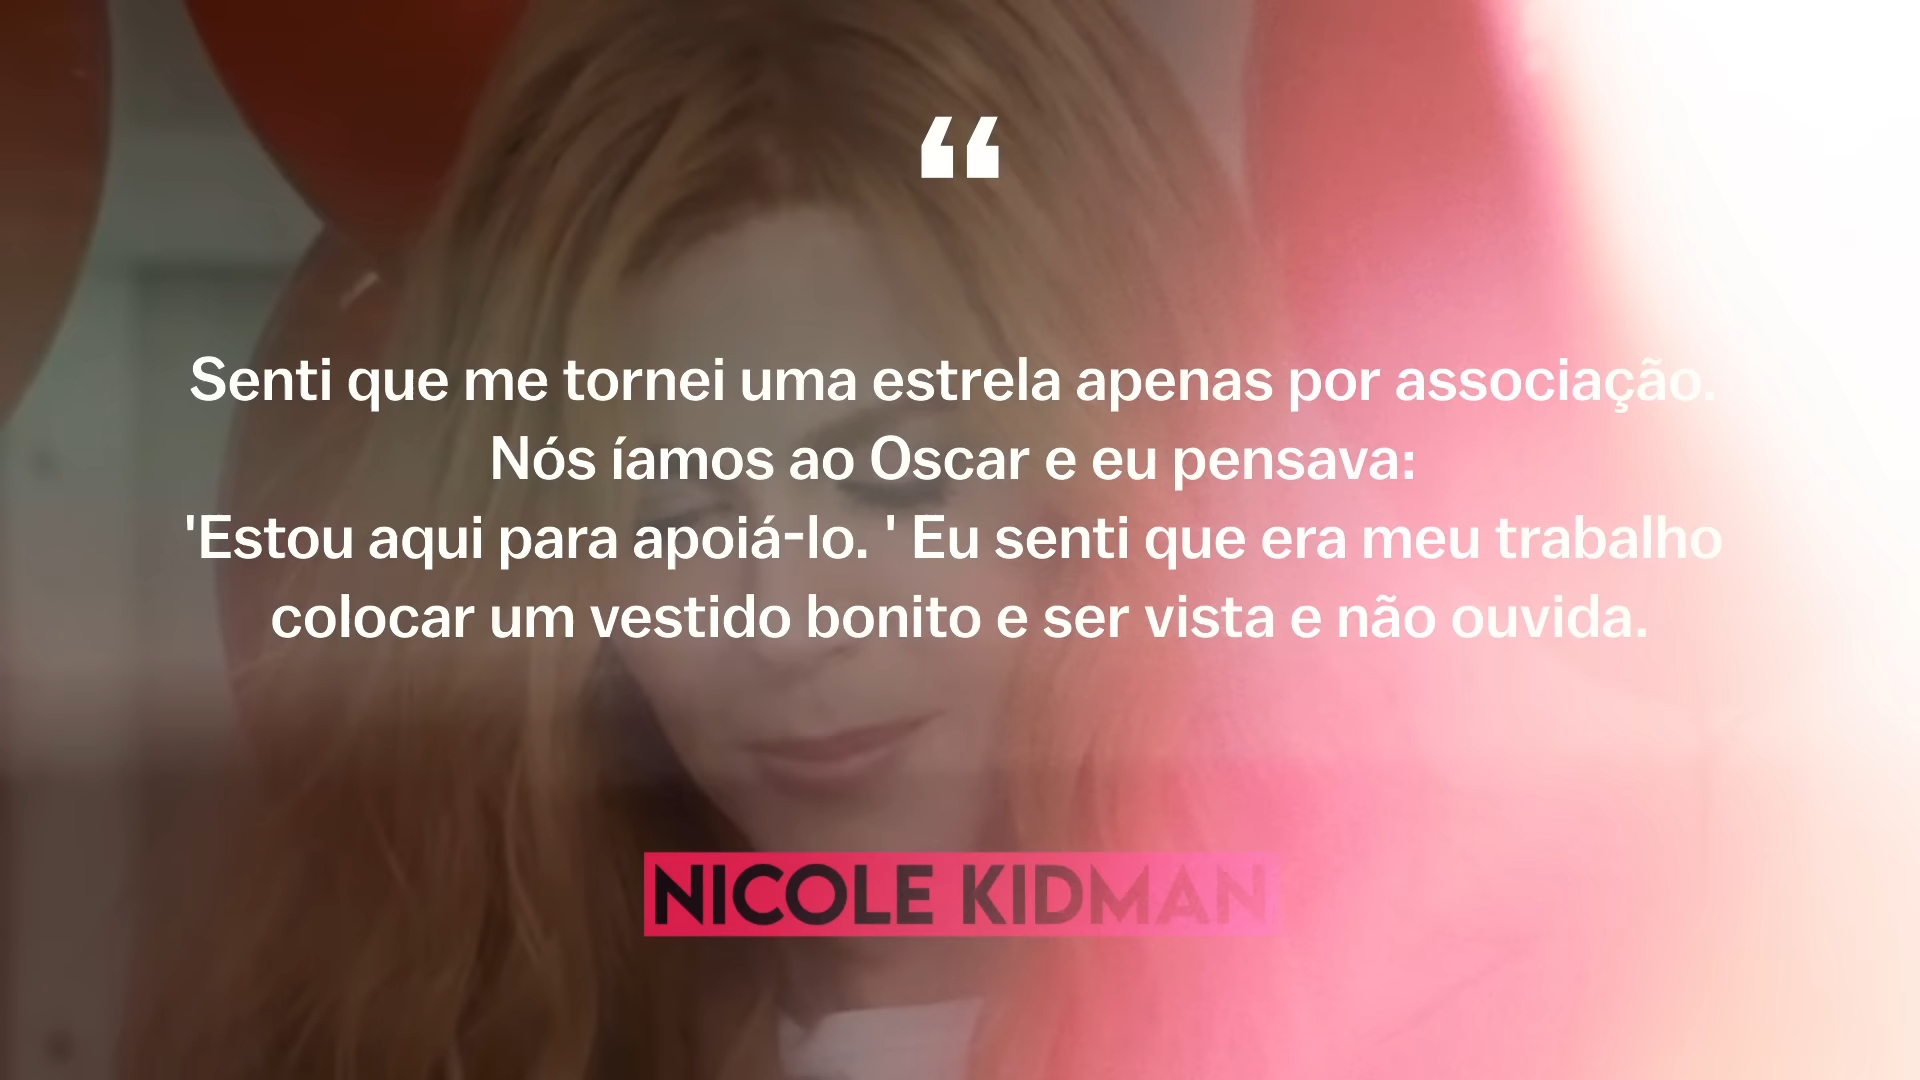 “
Senti que me tornei uma estrela apenas por associação.
Nós íamos ao Oscar e eu pensava:
'Estou aqui para apoiá-lo. ' Eu senti que era meu trabalho
colocar um vestido bonito e ser vista e não ouvida.
NICOLE KIDMAN